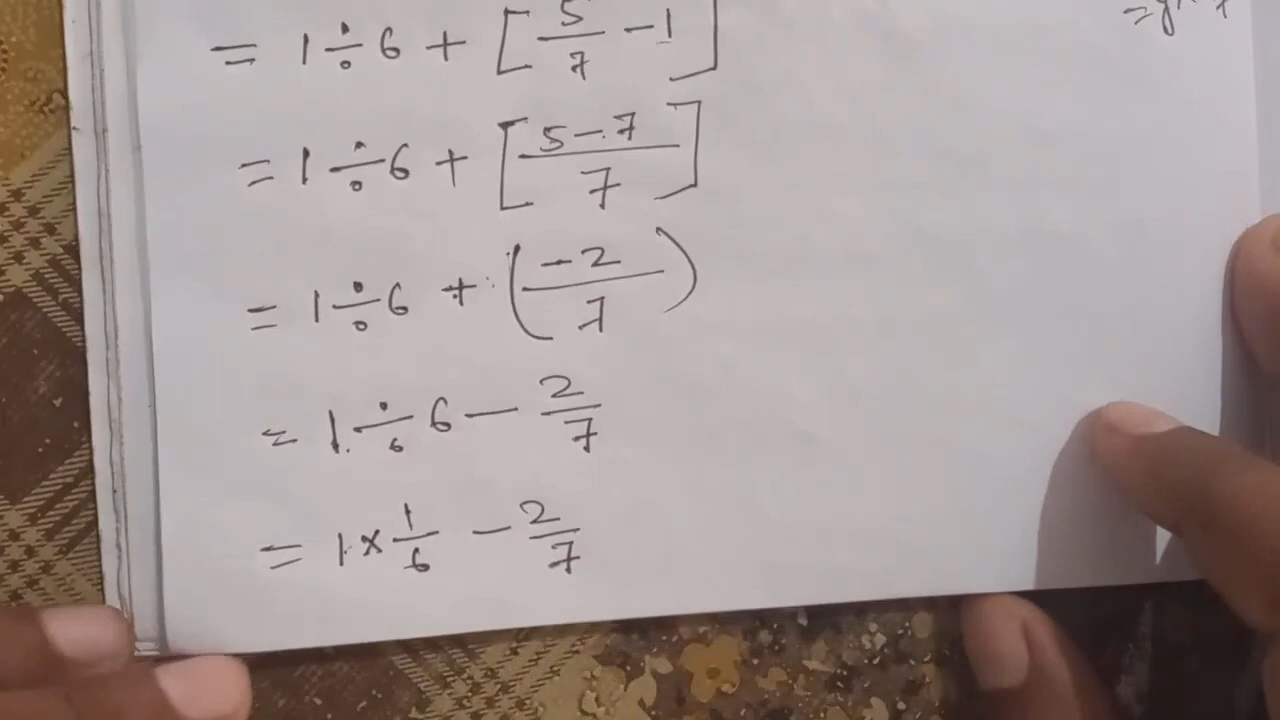 = 1 ÷ 6 + [5/7 - 1]
= 1 ÷ 6 + [(5-7)/7]
= 1 ÷ 6 + (-2/7)
= 1 ÷ 6 - 2/7
= 1 × 1/6 - 2/7